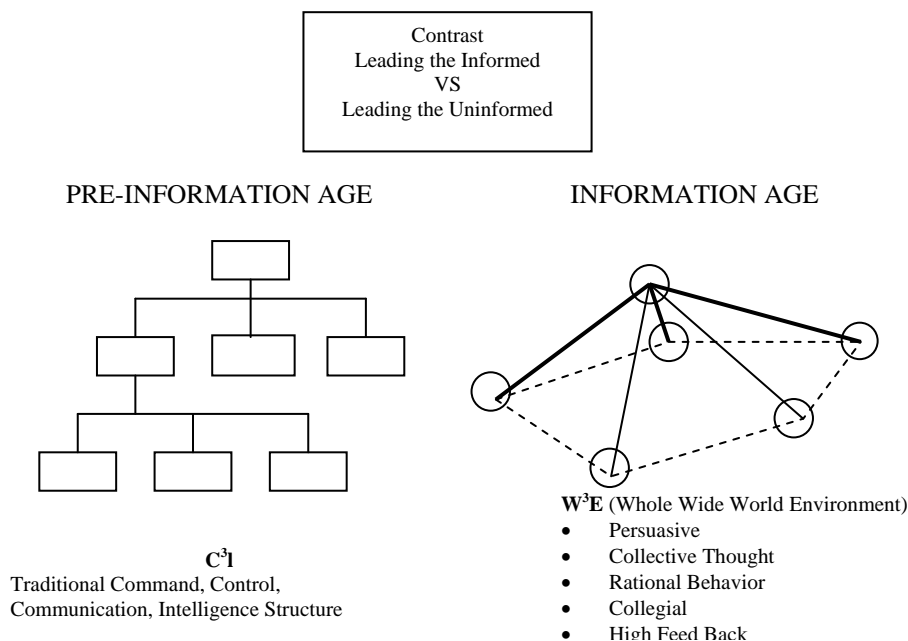 Contrast
Leading the Informed
VS
Leading the Uninformed
PRE-INFORMATION AGE
INFORMATION AGE
C³l
Traditional Command, Control,
Communication, Intelligence Structure
W³E (Whole Wide World Environment)
• Persuasive
• Collective Thought
• Rational Behavior
• Collegial
• High Feed Back